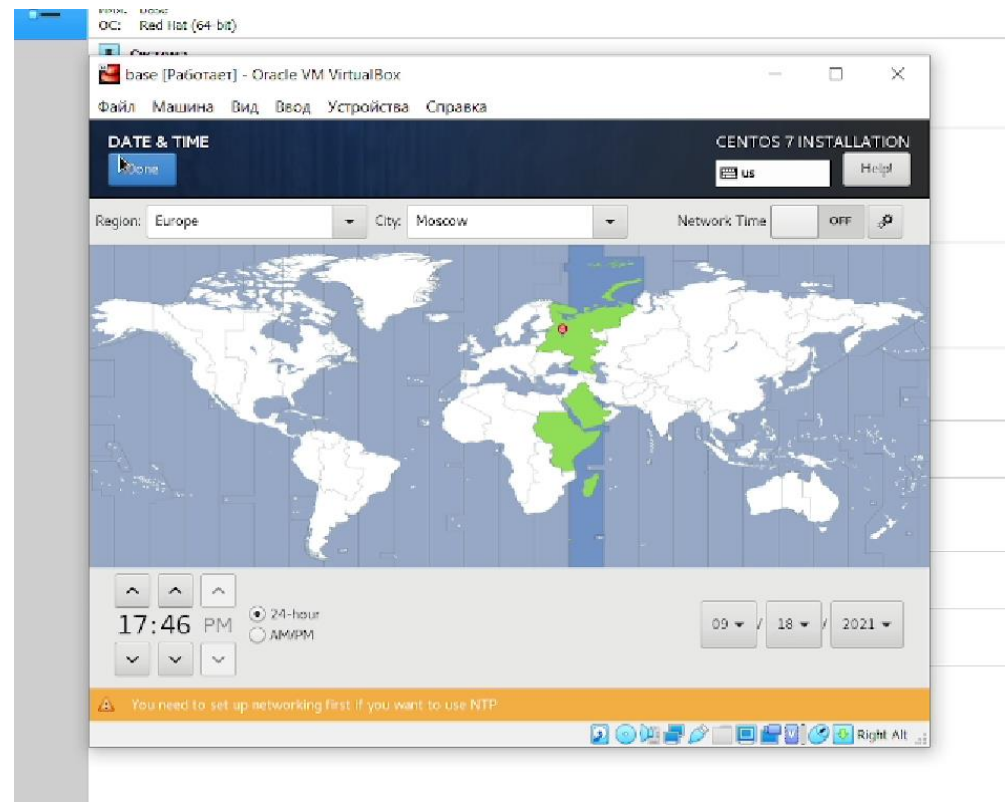 ОС: Red Hat (64-bit)
Система
base [Работает] - Oracle VM VirtualBox
Файл Машина Вид Ввод Устройства Справка
DATE & TIME
CENTOS 7 INSTALLATION
Done
us
Help!
Region: Europe
City: Moscow
Network Time
OFF
17:46 PM
24-hour
AM/PM
09 / 18 / 2021
You need to set up networking first if you want to use NTP
Right Alt